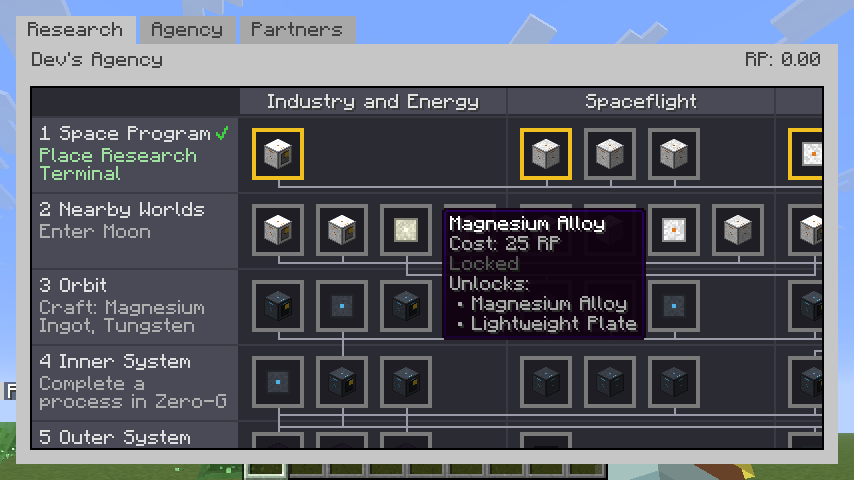 Research Agency Partners
Dev's Agency RP: 0.00
Industry and Energy Spaceflight
1 Space Program
Place Research
Terminal
2 Nearby Worlds
Enter Moon
Magnesium Alloy
Cost: 25 RP
Locked
Unlocks:
• Magnesium Alloy
• Lightweight Plate
3 Orbit
Craft: Magnesium
Ingot, Tungsten
4 Inner System
Complete a
process in Zero-G
5 Outer System